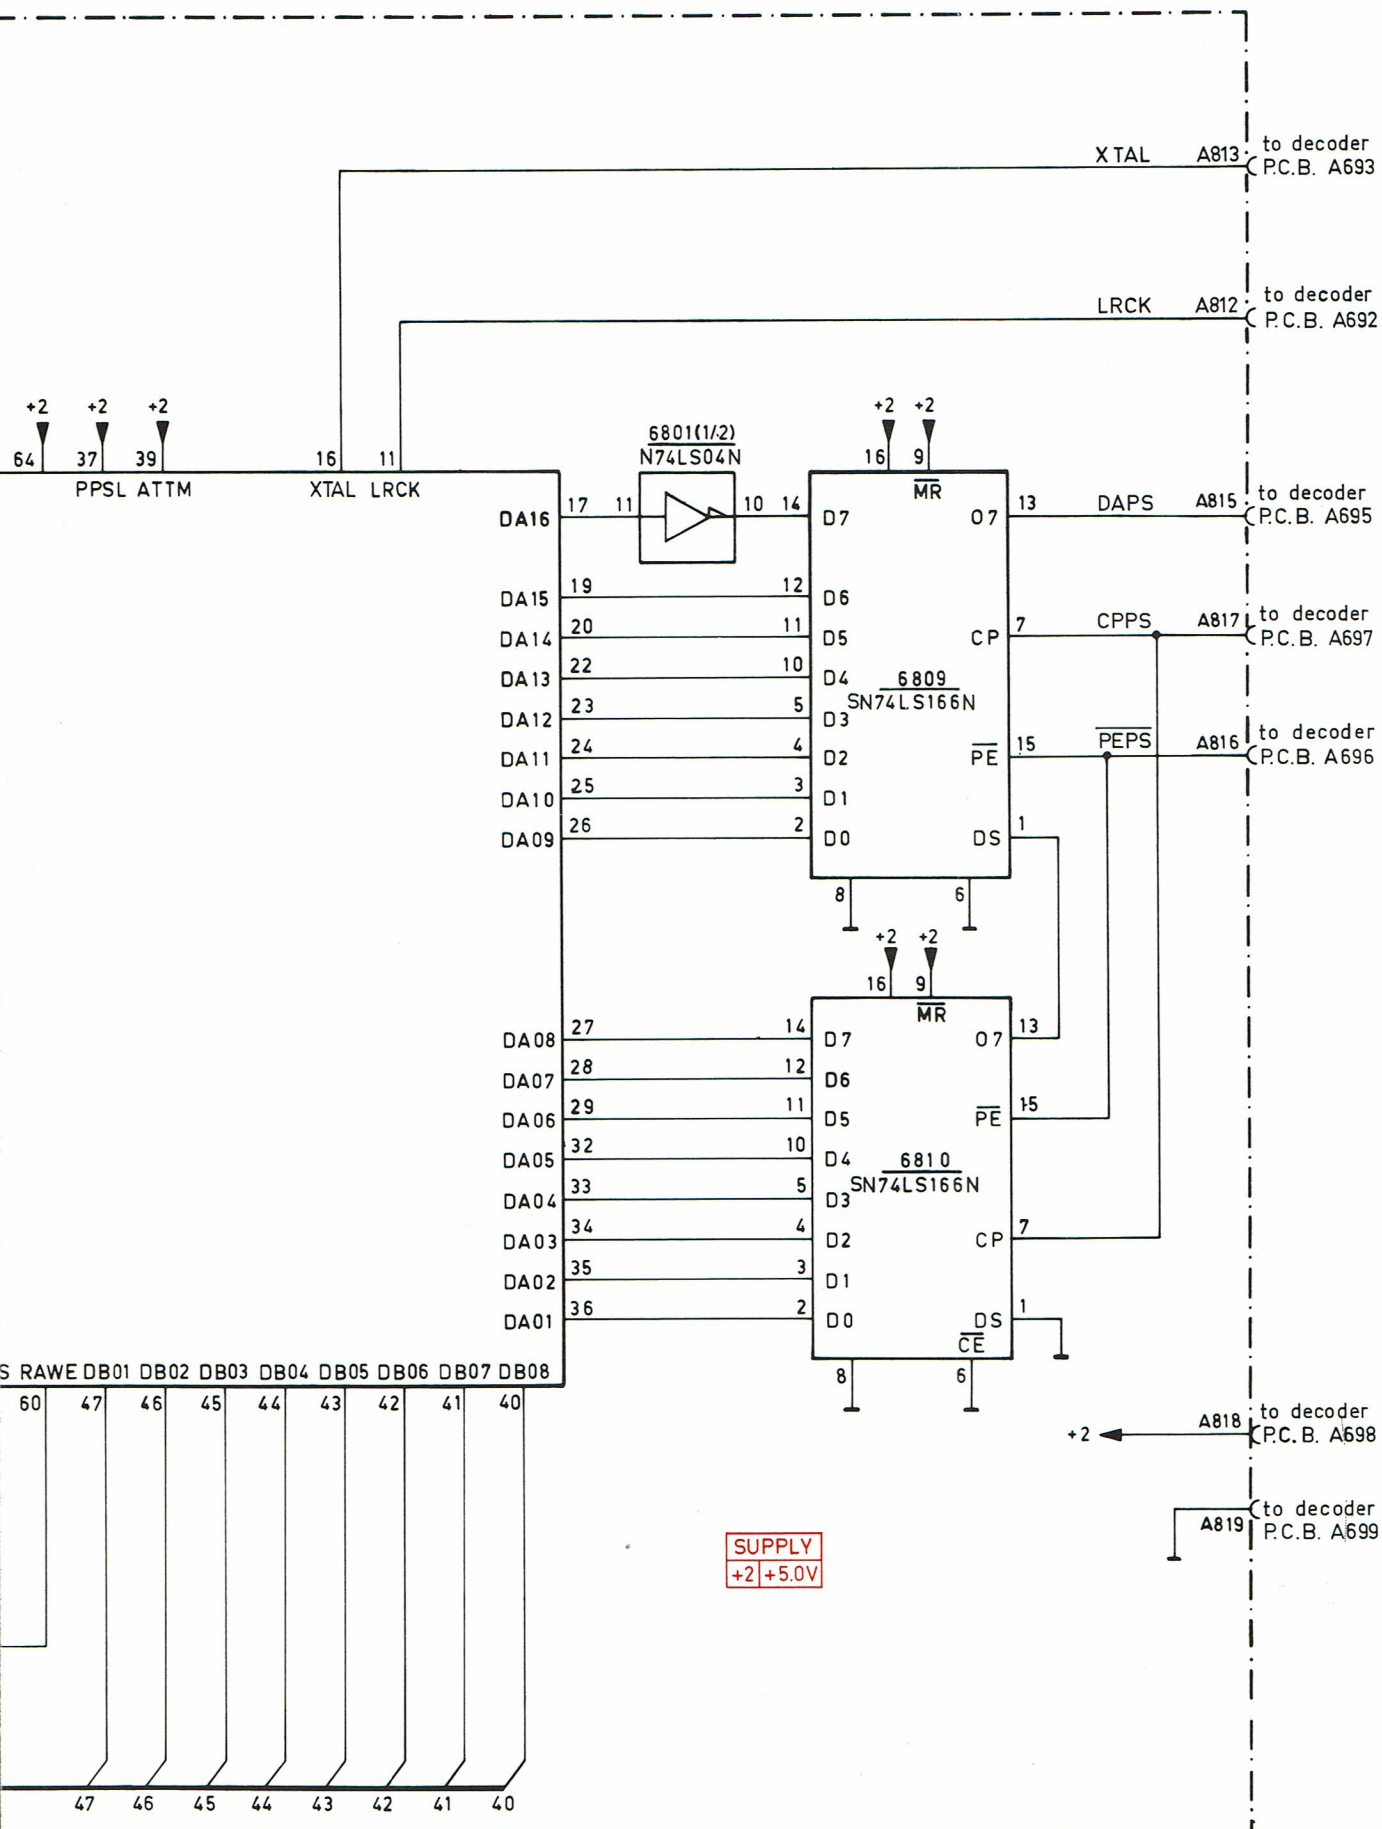 to decoder
XTAL A813 P.C.B. A693
to decoder
LRCK A812 P.C.B. A692
+2 +2 +2
+2 +2
6801(1/2)
N74LS04N
64 37 39 16 11
16 9
PPSL ATTM XTAL LRCK
MR
to decoder
DA16 17 11 10 14 D7 O7 13 DAPS A815 P.C.B. A695
DA15 19 12 D6
to decoder
DA14 20 11 D5 CP 7 CPPS A817 P.C.B. A697
DA13 22 10 D4
6809
SN74LS166N
DA12 23 5 D3
to decoder
DA11 24 4 D2 PE 15 PEPS A816 P.C.B. A696
DA10 25 3 D1
DA09 26 2 D0 DS 1
8 6
+2 +2
16 9
MR
DA08 27 14 D7 O7 13
DA07 28 12 D6
DA06 29 11 D5 PE 15
DA05 32 10 D4
6810
SN74LS166N
DA04 33 5 D3
DA03 34 4 D2 CP 7
DA02 35 3 D1
DA01 36 2 D0 DS 1
CE
8 6
S RAWE DB01 DB02 DB03 DB04 DB05 DB06 DB07 DB08
60 47 46 45 44 43 42 41 40
to decoder
+2 A818 P.C.B. A698
to decoder
A819 P.C.B. A699
SUPPLY
+2 +5.0V
47 46 45 44 43 42 41 40